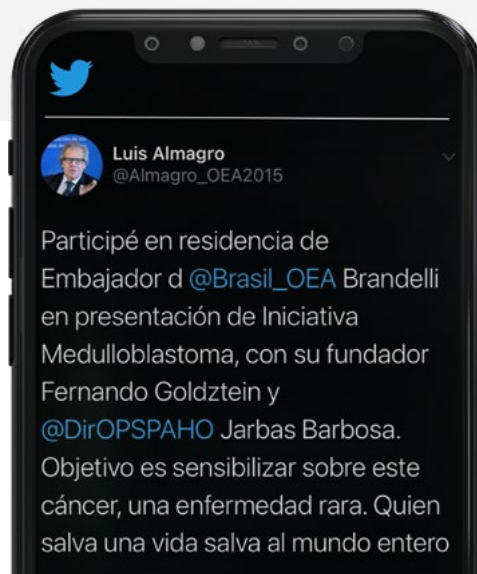 Luis Almagro
@Almagro_OEA2015
Participé en residencia de
Embajador d @Brasil_OEA Brandelli
en presentación de Iniciativa
Medulloblastoma, con su fundador
Fernando Goldztein y
@DirOPSPAHO Jarbas Barbosa.
Objetivo es sensibilizar sobre este
cáncer, una enfermedad rara. Quien
salva una vida salva al mundo entero